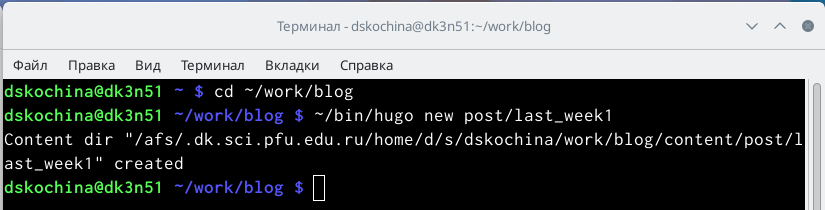 Терминал - dskochina@dk3n51:~/work/blog
Файл Правка Вид Терминал Вкладки Справка
dskochina@dk3n51 ~ $ cd ~/work/blog
dskochina@dk3n51 ~/work/blog $ ~/bin/hugo new post/last_week1
Content dir "/afs/.dk.sci.pfu.edu.ru/home/d/s/dskochina/work/blog/content/post/l
ast_week1" created
dskochina@dk3n51 ~/work/blog $